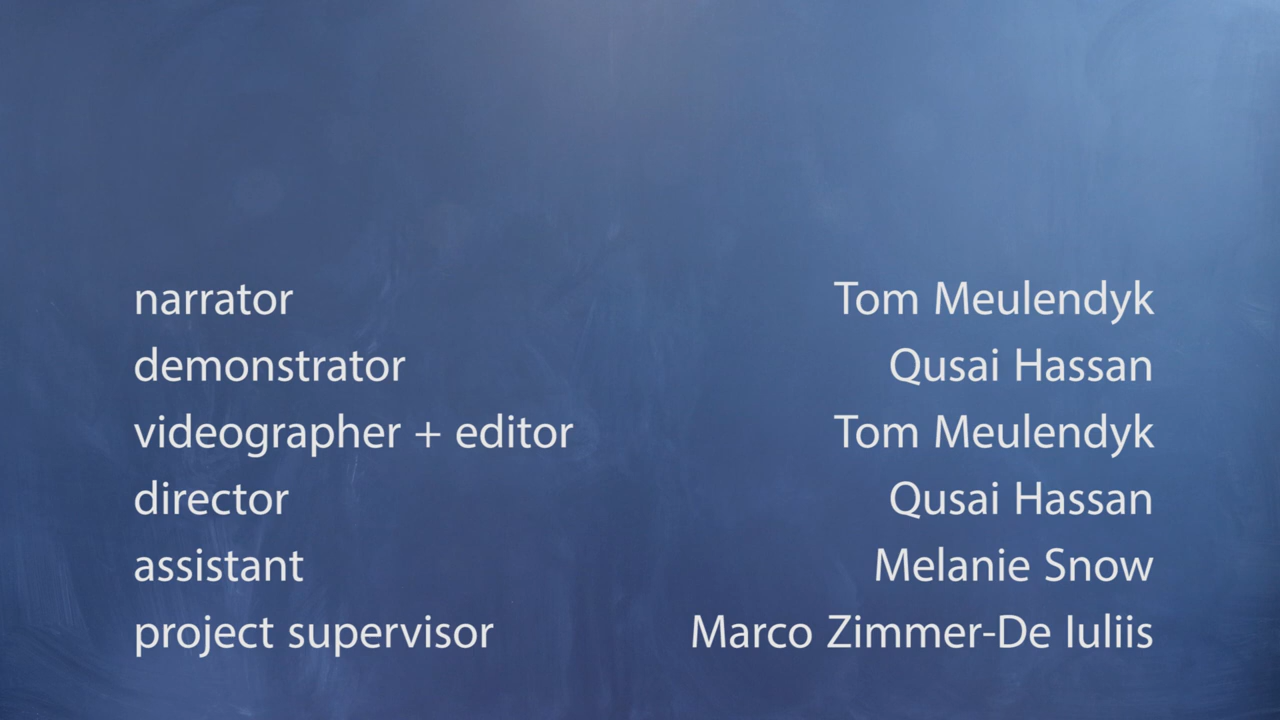 narrator Tom Meulendyk
demonstrator Qusai Hassan
videographer + editor Tom Meulendyk
director Qusai Hassan
assistant Melanie Snow
project supervisor Marco Zimmer-De Iuliis